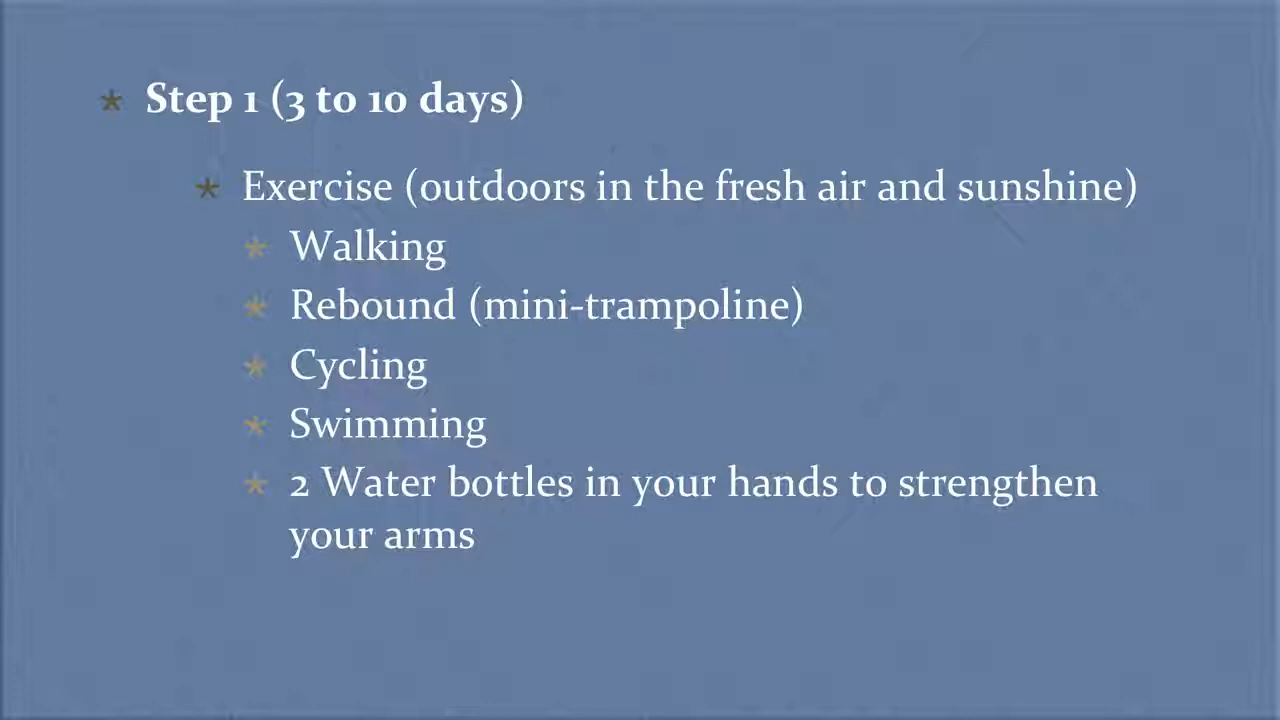 * Step 1 (3 to 10 days)
* Exercise (outdoors in the fresh air and sunshine)
* Walking
* Rebound (mini-trampoline)
* Cycling
* Swimming
* 2 Water bottles in your hands to strengthen
your arms